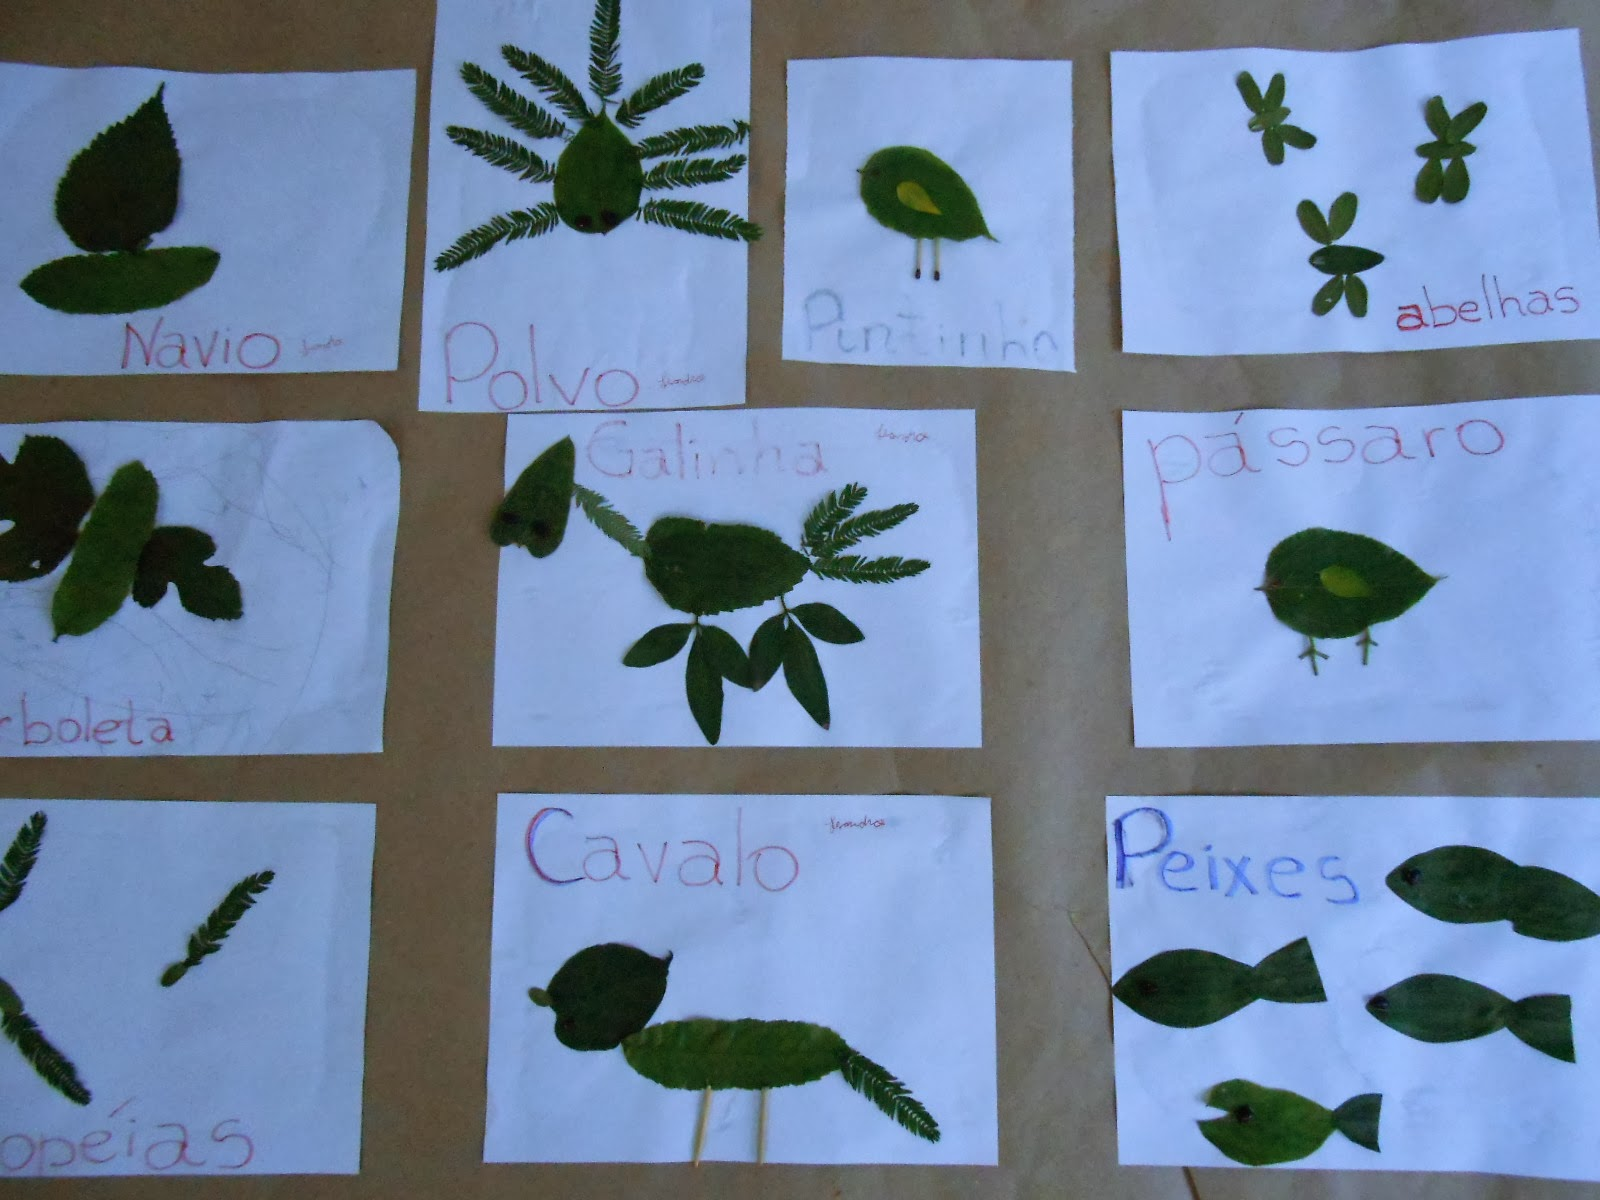 Navio
Polvo
Pintinho
abelhas
rboleta
Galinha
pássaro
opéias
Cavalo
Peixes